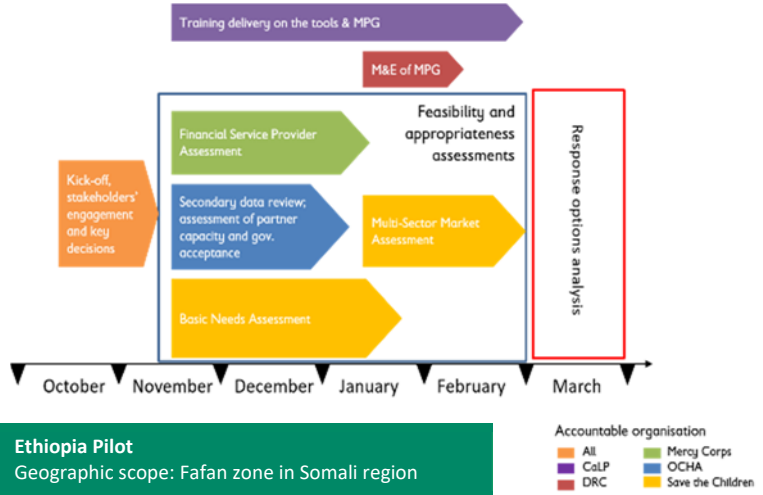 Training delivery on the tools & MPG
M&E of MPG
Feasibility and
appropriateness
assessments
Financial Service Provider
Assessment
Kick-off,
stakeholders'
engagement
and key
decisions
Secondary data review;
assessment of partner
capacity and gov.
acceptance
Multi-Sector Market
Assessment
Basic Needs Assessment
Response options analysis
October November December January February March
Ethiopia Pilot
Geographic scope: Fafan zone in Somali region
Accountable organisation
All Mercy Corps
CaLP OCHA
DRC Save the Children